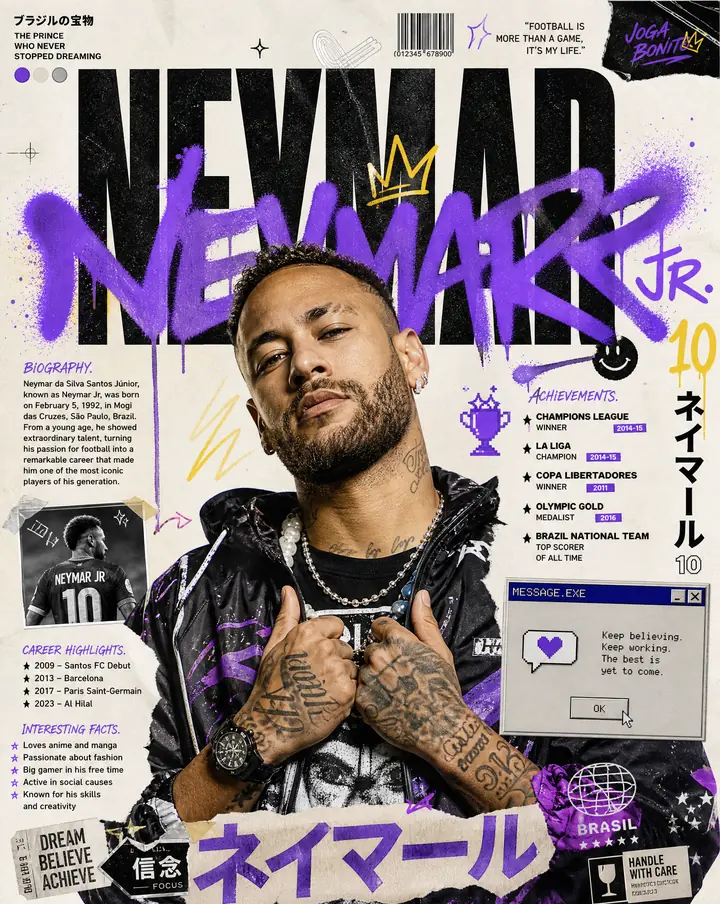 ブラジルの宝物
THE PRINCE
WHO NEVER
STOPPED DREAMING
(012345"678900"
"FOOTBALL IS
MORE THAN A GAME,
IT'S MY LIFE."
JOGA
BONITO
NEYMAR
NEYMAR
JR.
10
BIOGRAPHY.
Neymar da Silva Santos Júnior,
known as Neymar Jr, was born
on February 5, 1992, in Mogi
das Cruzes, São Paulo, Brazil.
From a young age, he showed
extraordinary talent, turning
his passion for football into a
remarkable career that made
him one of the most iconic
players of his generation.
ACHIEVEMENTS.
CHAMPIONS LEAGUE
WINNER 2014-15
LA LIGA
CHAMPION 2014-15
COPA LIBERTADORES
WINNER 2011
OLYMPIC GOLD
MEDALIST 2016
BRAZIL NATIONAL TEAM
TOP SCORER
OF ALL TIME
ネイマール
10
NEYMAR JR
10
MESSAGE.EXE
Keep believing.
Keep working.
The best is
yet to come.
OK
CAREER HIGHLIGHTS.
2009 – Santos FC Debut
2013 – Barcelona
2017 – Paris Saint-Germain
2023 – Al Hilal
INTERESTING FACTS.
Loves anime and manga
Passionate about fashion
Big gamer in his free time
Active in social causes
Known for his skills
and creativity
DREAM
BELIEVE
ACHIEVE
信念
FOCUS
ネイマール
BRASIL
HANDLE
WITH CARE